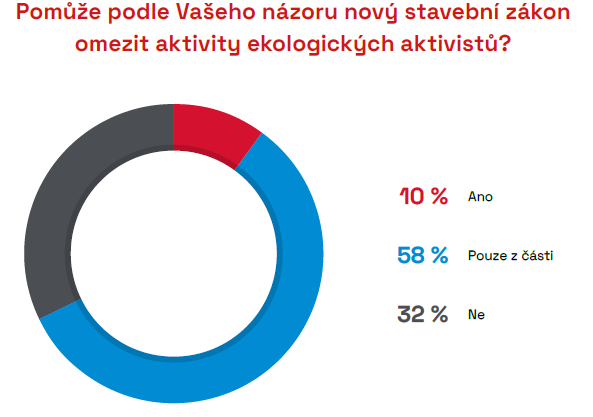 Pomůže podle Vašeho názoru nový stavební zákon
omezit aktivity ekologických aktivistů?
10 % Ano
58 % Pouze z části
32 % Ne